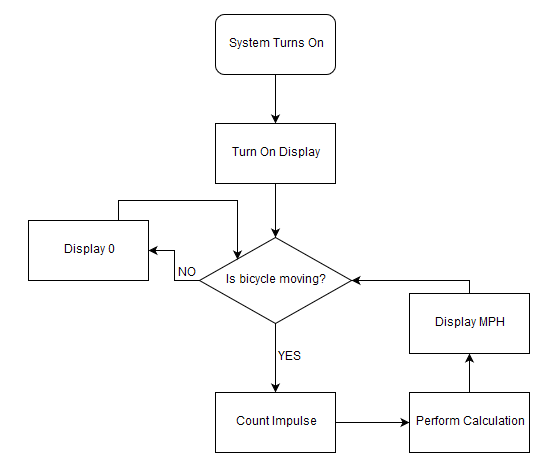 System Turns On
Turn On Display
Display 0
NO
Is bicycle moving?
Display MPH
YES
Count Impulse
Perform Calculation